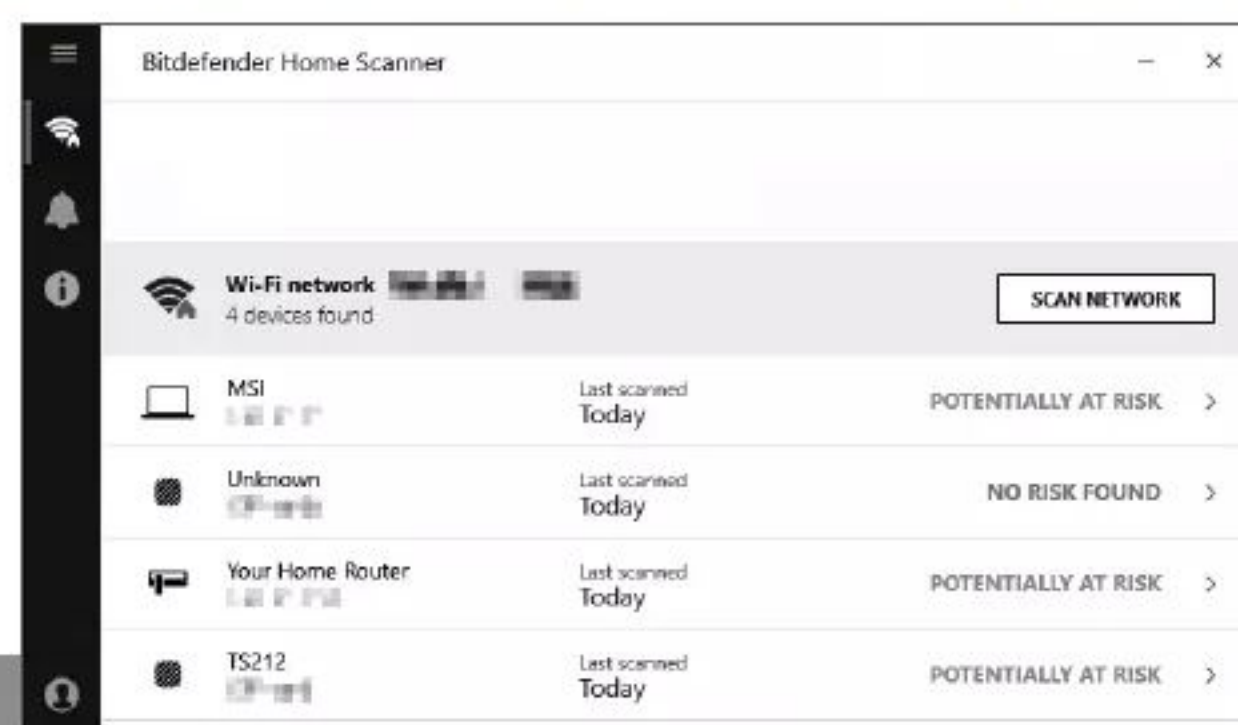 Bitdefender Home Scanner
Wi-Fi network
4 devices found
SCAN NETWORK
MSI
Last scanned
Today
POTENTIALLY AT RISK
Unknown
Last scanned
Today
NO RISK FOUND
Your Home Router
Last scanned
Today
POTENTIALLY AT RISK
TS212
Last scanned
Today
POTENTIALLY AT RISK